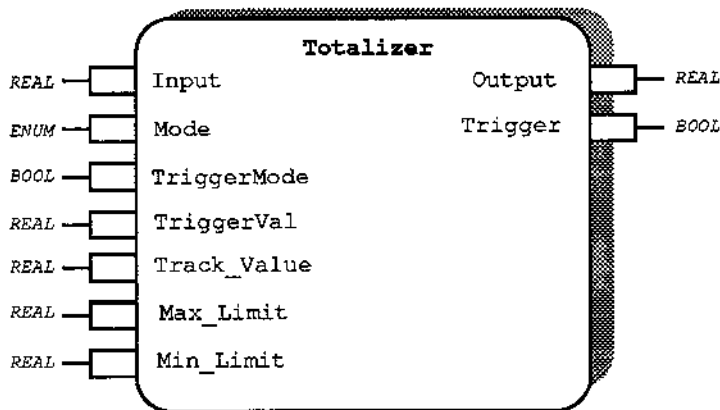 Totalizer
REAL Input Output REAL
ENUM Mode Trigger BOOL
BOOL TriggerMode
REAL TriggerVal
REAL Track_Value
REAL Max_Limit
REAL Min_Limit